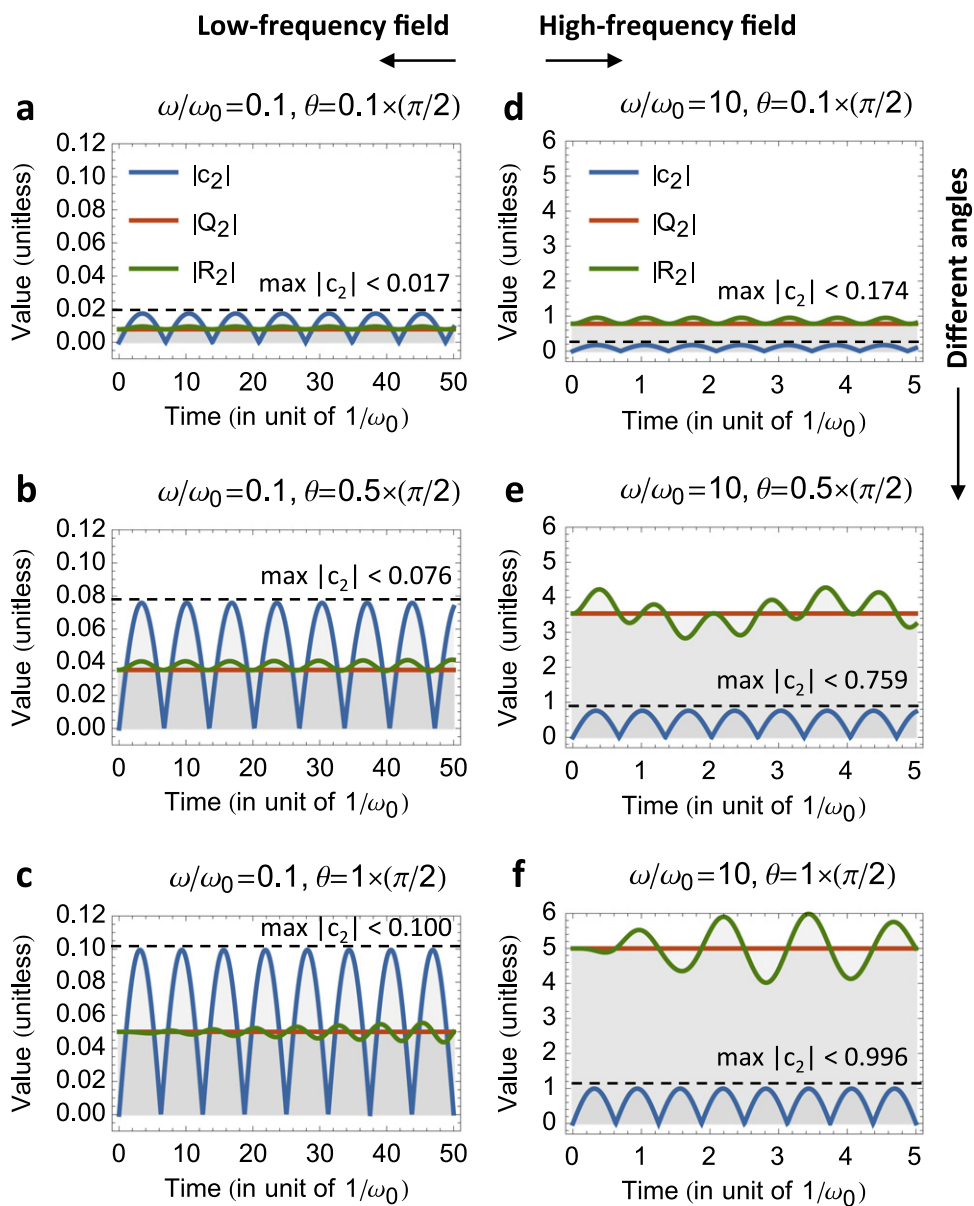 Low-frequency field
High-frequency field
Different angles
a
ω/ω0=0.1, θ=0.1×(π/2)
Value (unitless)
0.12
0.10
0.08
0.06
0.04
0.02
0.00
|c2|
|Q2|
|R2|
max |c2| < 0.017
0 10 20 30 40 50
Time (in unit of 1/ω0)
d
ω/ω0=10, θ=0.1×(π/2)
Value (unitless)
6
5
4
3
2
1
0
|c2|
|Q2|
|R2|
max |c2| < 0.174
0 1 2 3 4 5
Time (in unit of 1/ω0)
b
ω/ω0=0.1, θ=0.5×(π/2)
Value (unitless)
0.12
0.10
0.08
0.06
0.04
0.02
0.00
max |c2| < 0.076
0 10 20 30 40 50
Time (in unit of 1/ω0)
e
ω/ω0=10, θ=0.5×(π/2)
Value (unitless)
6
5
4
3
2
1
0
max |c2| < 0.759
0 1 2 3 4 5
Time (in unit of 1/ω0)
c
ω/ω0=0.1, θ=1×(π/2)
Value (unitless)
0.12
0.10
0.08
0.06
0.04
0.02
0.00
max |c2| < 0.100
0 10 20 30 40 50
Time (in unit of 1/ω0)
f
ω/ω0=10, θ=1×(π/2)
Value (unitless)
6
5
4
3
2
1
0
max |c2| < 0.996
0 1 2 3 4 5
Time (in unit of 1/ω0)